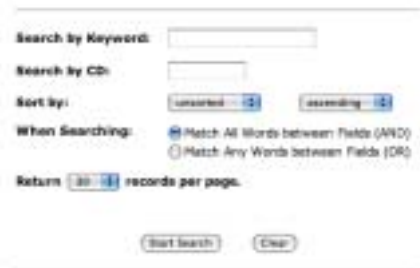 Search by Keyword:
Search by CD:
Sort by: unsorted ascending
When Searching: Match All Words between Fields (AND)
Match Any Words between Fields (OR)
Return records per page.
Start Search Clear